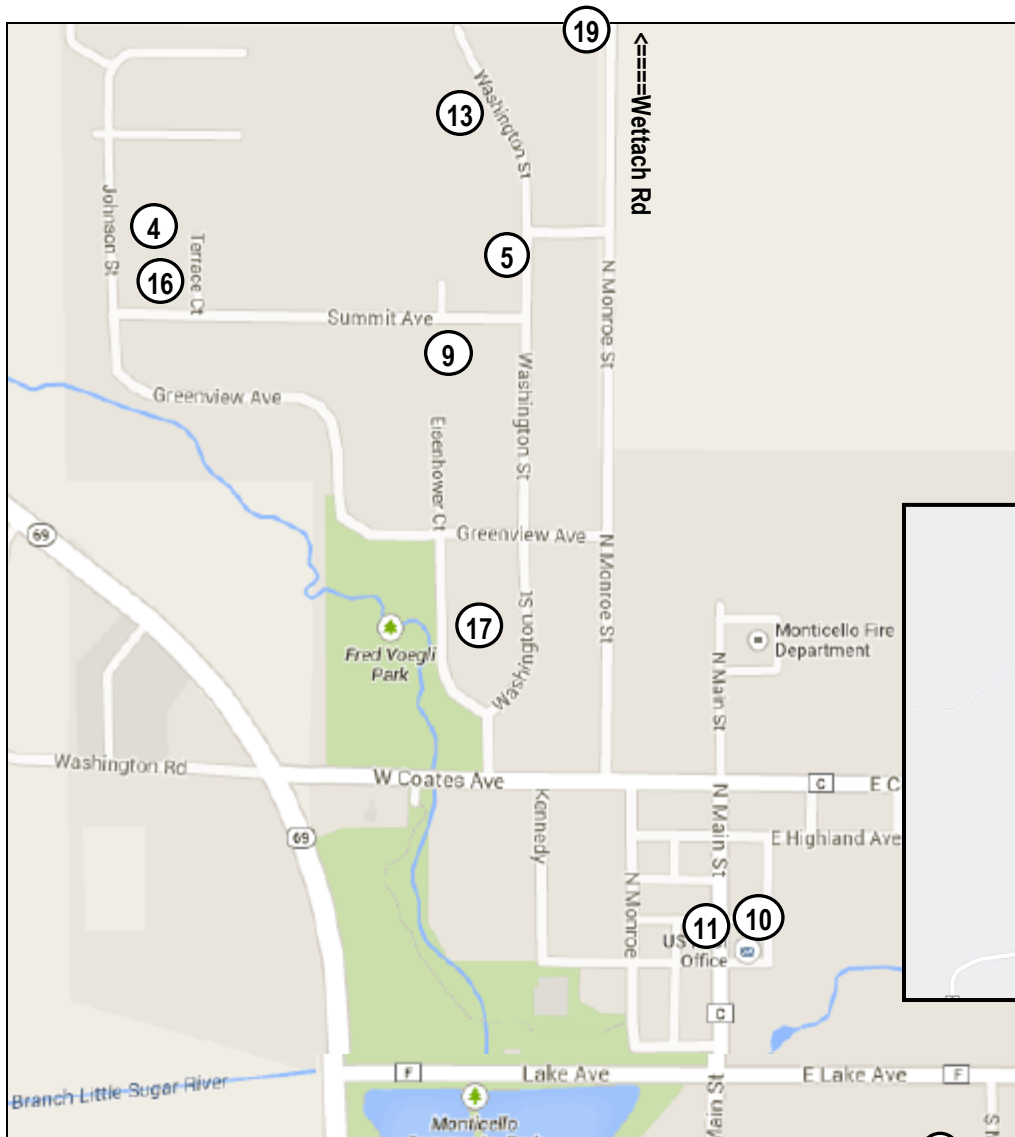 19
<====Wettach Rd
Washington St
13
Johnson St
4
Terrace Ct
5
16
N Monroe St
Summit Ave
9
Washington St
Greenview Ave
Eisenhower Ct
69
Greenview Ave
N Monroe St
17
Washington St
Monticello Fire
Department
Fred Voegli
Park
N Main St
Washington Rd
W Coates Ave
C
E C
Kennedy
N Main St
69
E Highland Ave
N Monroe
11
10
US
Office
C
F
Lake Ave
E Lake Ave
F
Branch Little Sugar River
Main St
Monticello